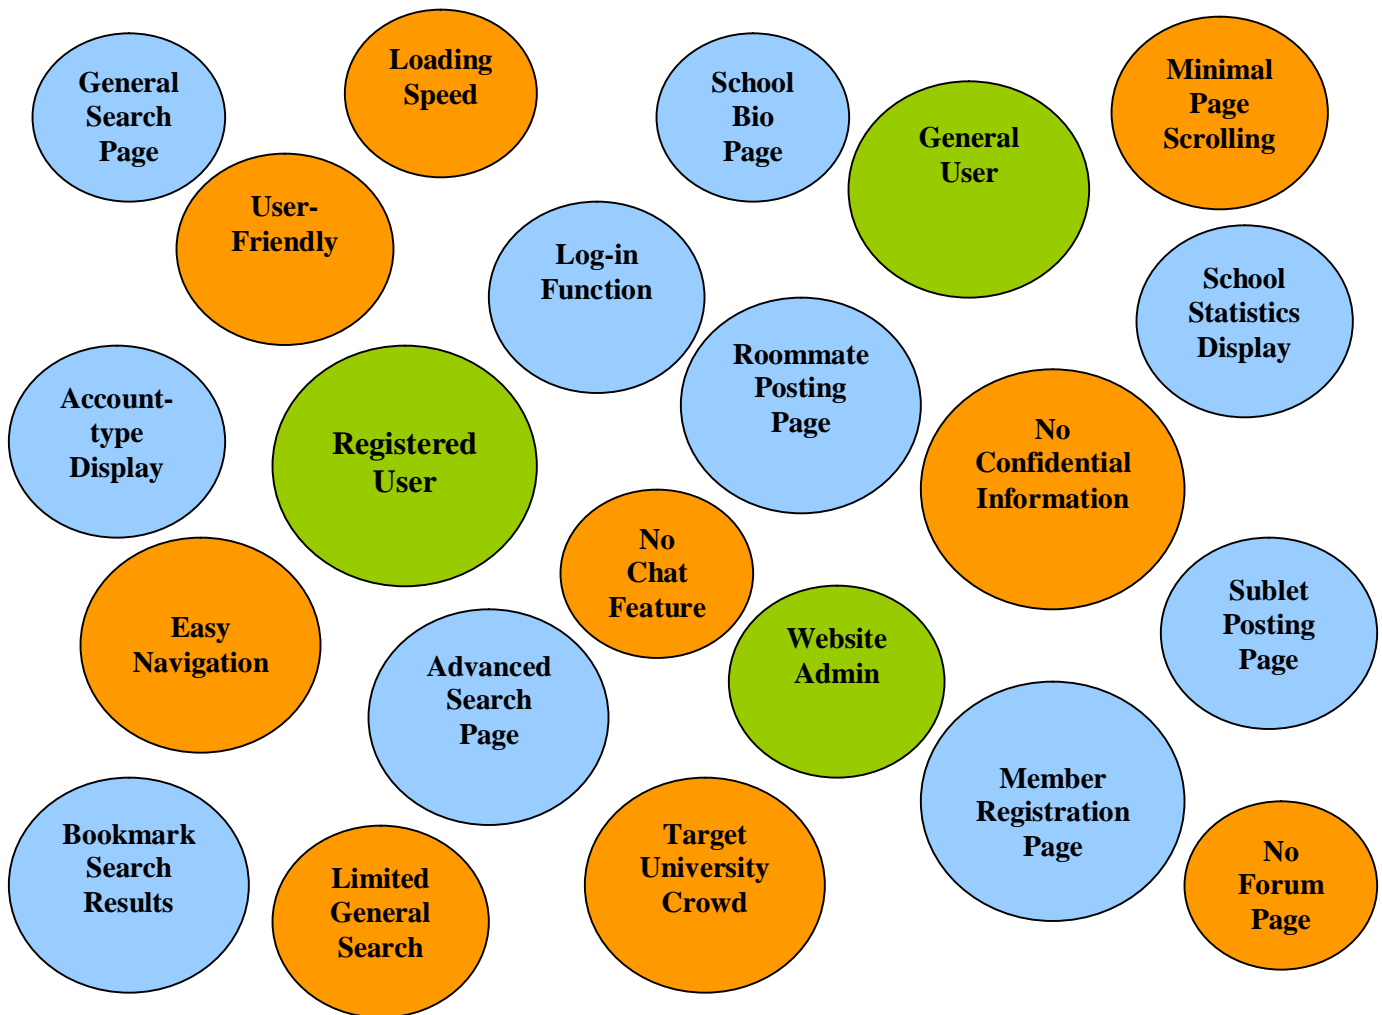 General
Search
Page
Loading
Speed
School
Bio
Page
General
User
Minimal
Page
Scrolling
User-
Friendly
Log-in
Function
School
Statistics
Display
Roommate
Posting
Page
Account-
type
Display
Registered
User
No
Confidential
Information
No
Chat
Feature
Sublet
Posting
Page
Easy
Navigation
Advanced
Search
Page
Website
Admin
Member
Registration
Page
Bookmark
Search
Results
Limited
General
Search
Target
University
Crowd
No
Forum
Page